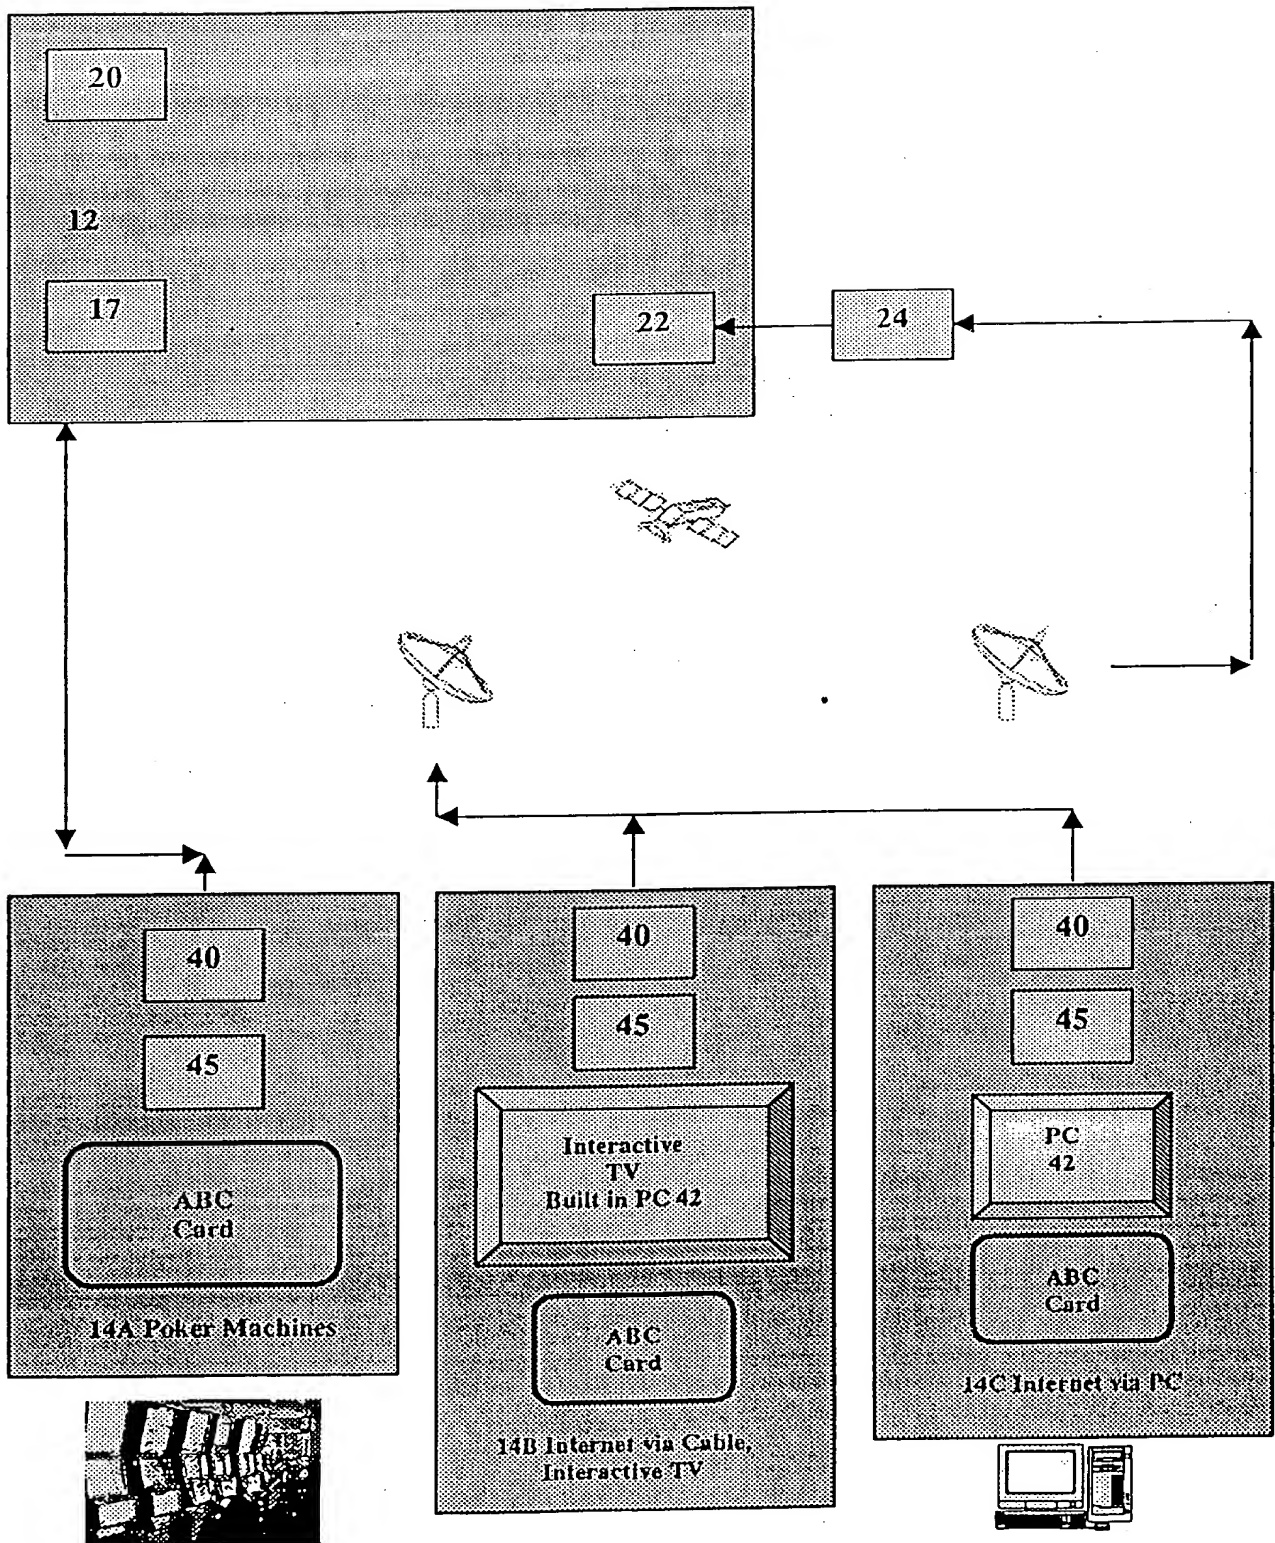 20
12
17
22
24
40
45
ABC
Card
14A Poker Machines
40
45
Interactive
TV
Built in PC 42
ABC
Card
14B Internet via Cable,
Interactive TV
40
45
PC
42
ABC
Card
14C Internet via PC